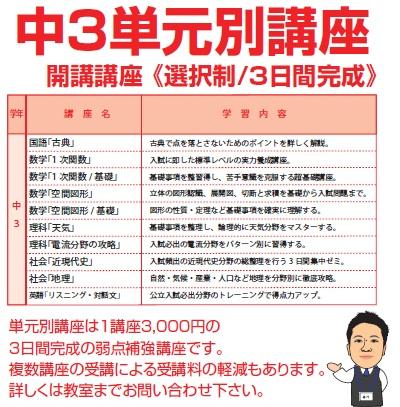 中3単元別講座
開講講座《選択制/3日間完成》
学年 講座名 学習内容
中3
国語「古典」 古典で点を落とさないためのポイントを詳しく解説。
数学「1次関数」 入試に即した標準レベルの実力養成講座。
数学「1次関数/基礎」 基礎事項を整習得し、苦手意識を克服する超基礎講座。
数学「空間図形」 立体の図形認識、展開図、切断と求積を基礎から入試問題まで。
数学「空間図形/基礎」 図形の性質・定理など基礎事項を確実に理解する。
理科「天気」 基礎事項を整理し、論理的に天気分野をマスターする。
理科「電流分野の攻略」 入試必出の電流分野をパターン別に習得する。
社会「近現代史」 入試頻出の近現代史分野の総整理を行う3日間集中ゼミ。
社会「地理」 自然・気候・産業・人口など地理を分野別に徹底攻略。
英語「リスニング・対話文」 公立入試必出分野のトレーニングで得点力アップ。
単元別講座は1講座3,000円の
3日間完成の弱点補強講座です。
複数講座の受講による受講料の軽減もあります。
詳しくは教室までお問い合わせ下さい。